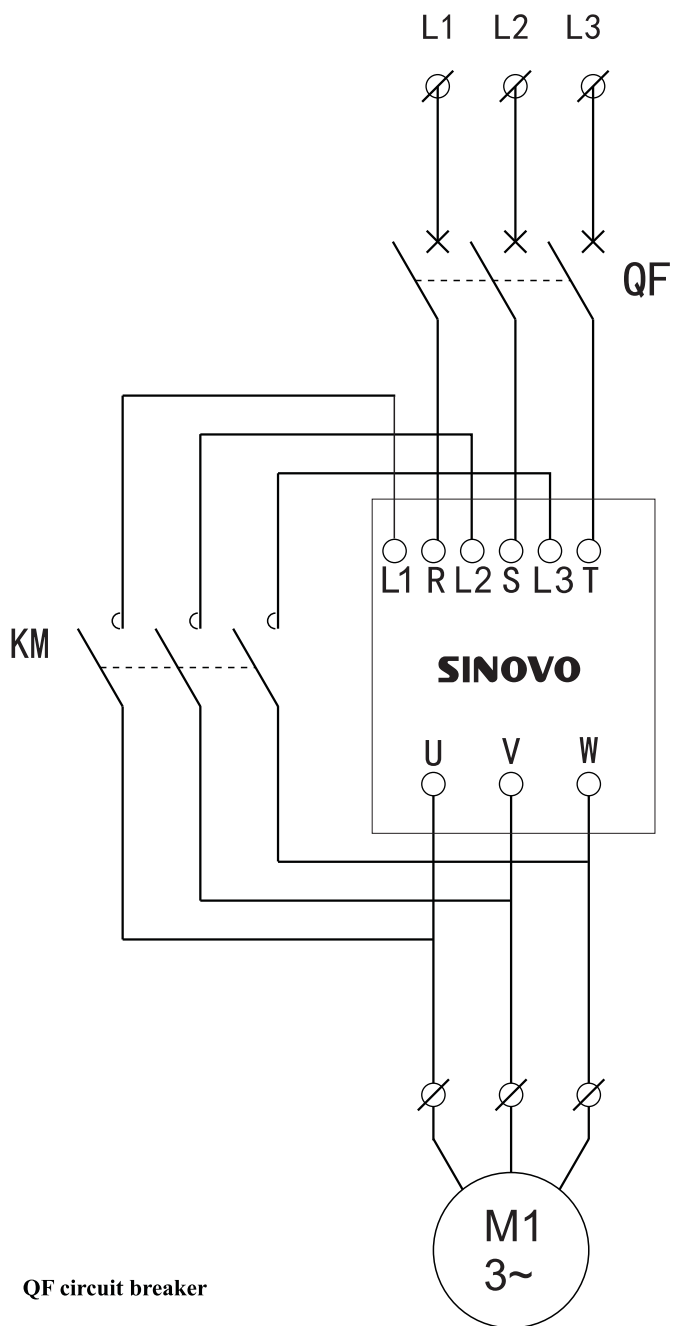 L1 L2 L3
QF
L1 R L2 S L3 T
KM
SINOVO
U V W
M1
3~
QF circuit breaker